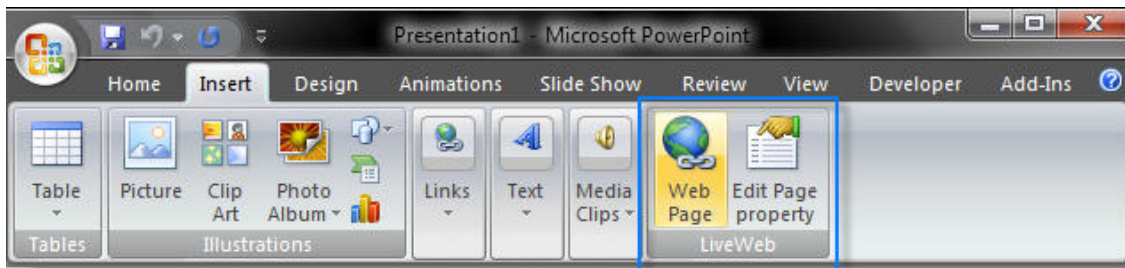 Presentation1 - Microsoft PowerPoint
Home Insert Design Animations Slide Show Review View Developer Add-Ins
Table Picture Clip Art Photo Album Links Text Media Clips Web Page Edit Page property
Tables Illustrations LiveWeb